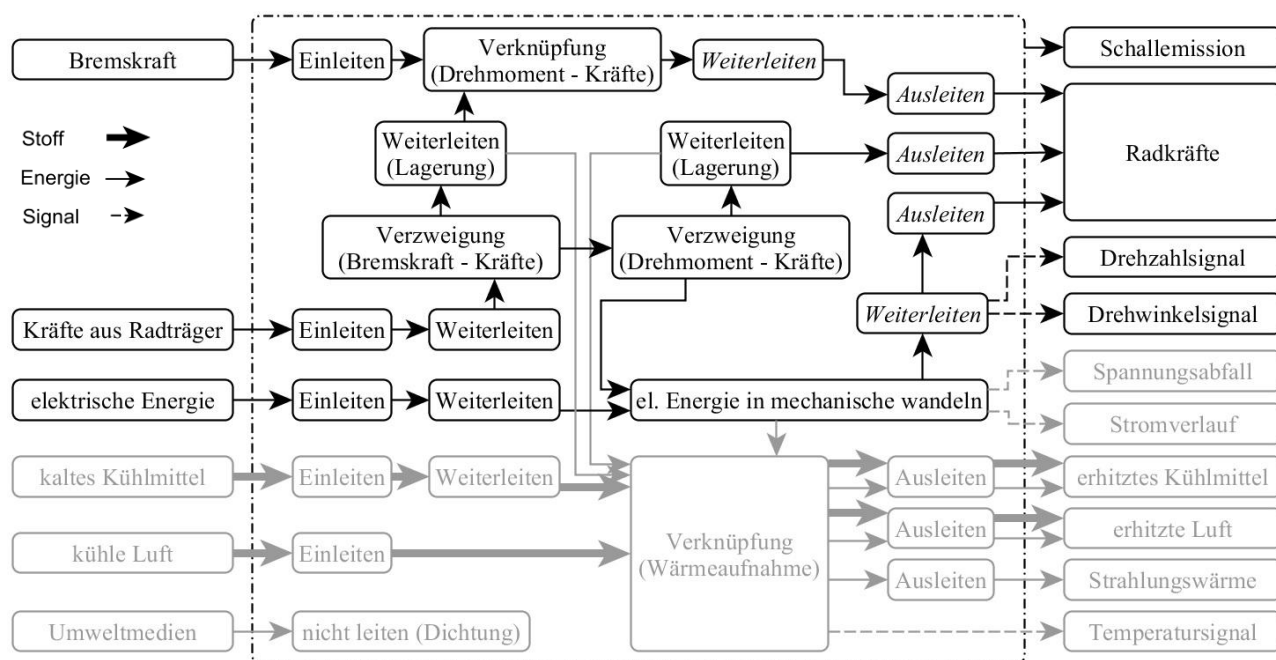 Bremskraft
Einleiten
Verknüpfung
(Drehmoment - Kräfte)
Weiterleiten
Ausleiten
Schallemission
Stoff
Energie
Signal
Weiterleiten
(Lagerung)
Weiterleiten
(Lagerung)
Ausleiten
Radkräfte
Ausleiten
Verzweigung
(Bremskraft - Kräfte)
Verzweigung
(Drehmoment - Kräfte)
Drehzahlsignal
Kräfte aus Radträger
Einleiten
Weiterleiten
Weiterleiten
Drehwinkelsignal
Spannungsabfall
elektrische Energie
Einleiten
Weiterleiten
el. Energie in mechanische wandeln
Stromverlauf
kaltes Kühlmittel
Einleiten
Weiterleiten
Ausleiten
erhitztes Kühlmittel
kühle Luft
Einleiten
Verknüpfung
(Wärmeaufnahme)
Ausleiten
erhitzte Luft
Ausleiten
Strahlungswärme
Umweltmedien
nicht leiten (Dichtung)
Temperatursignal